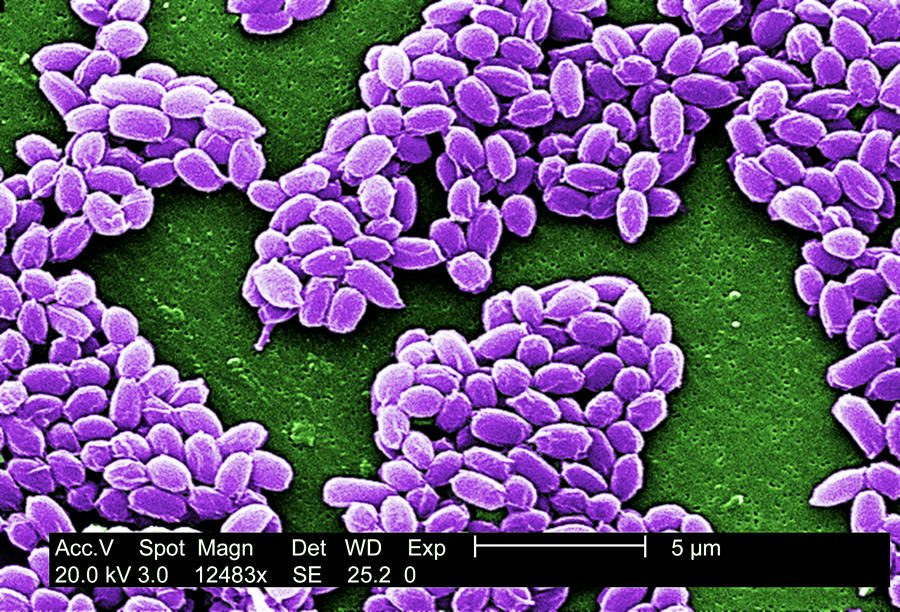 Acc.V Spot Magn Det WD Exp 5 µm
20.0 kV 3.0 12483x SE 25.2 0